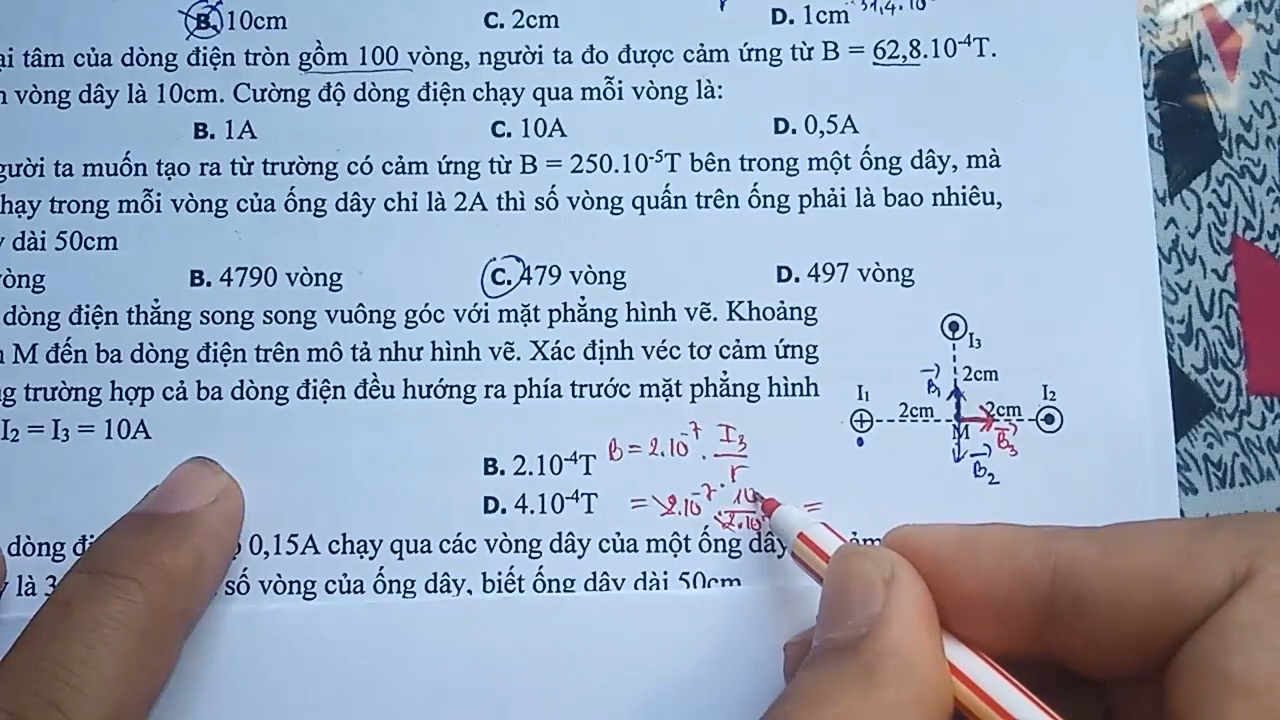 B. 10cm C. 2cm D. 1cm
ại tâm của dòng điện tròn gồm 100 vòng, người ta đo được cảm ứng từ B = 62,8.10⁻⁴T.
vòng dây là 10cm. Cường độ dòng điện chạy qua mỗi vòng là:
B. 1A C. 10A D. 0,5A
gười ta muốn tạo ra từ trường có cảm ứng từ B = 250.10⁻⁵T bên trong một ống dây, mà
hạy trong mỗi vòng của ống dây chỉ là 2A thì số vòng quấn trên ống phải là bao nhiêu,
dài 50cm
vòng B. 4790 vòng C. 479 vòng D. 497 vòng
dòng điện thẳng song song vuông góc với mặt phẳng hình vẽ. Khoảng
M đến ba dòng điện trên mô tả như hình vẽ. Xác định véc tơ cảm ứng
g trường hợp cả ba dòng điện đều hướng ra phía trước mặt phẳng hình
I₂ = I₃ = 10A
I₃
2cm
B₁
I₁ I₂
2cm 2cm
M B₃
B₂
B. 2.10⁻⁴T B = 2.10⁻⁷ . I₃/r
D. 4.10⁻⁴T = 2.10⁻⁷ . 10/2.10 =
dòng đi 0,15A chạy qua các vòng dây của một ống dây
là 3 số vòng của ống dây, biết ống dây dài 50cm